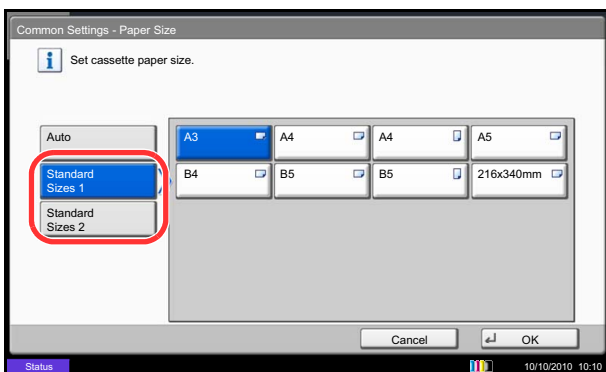 Common Settings - Paper Size
Set cassette paper size.
Auto
A3
A4
A4
A5
Standard
Sizes 1
B4
B5
B5
216x340mm
Standard
Sizes 2
Cancel
OK
Status
10/10/2010 10:10